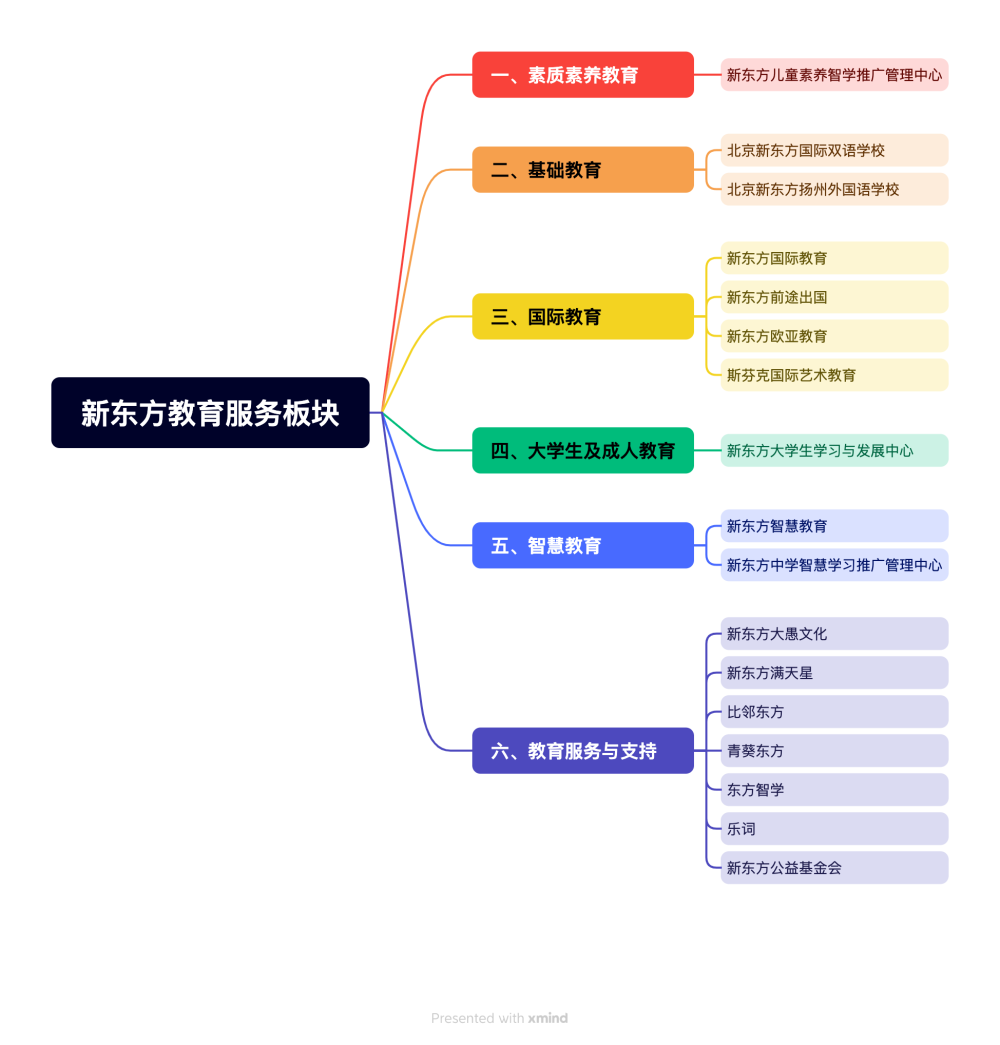 新东方教育服务板块
一、素质素养教育
新东方儿童素养智学推广管理中心
二、基础教育
北京新东方国际双语学校
北京新东方扬州外国语学校
三、国际教育
新东方国际教育
新东方前途出国
新东方欧亚教育
斯芬克国际艺术教育
四、大学生及成人教育
新东方大学生学习与发展中心
五、智慧教育
新东方智慧教育
新东方中学智慧学习推广管理中心
六、教育服务与支持
新东方大愚文化
新东方满天星
比邻东方
青葵东方
东方智学
乐词
新东方公益基金会
Presented with xmind